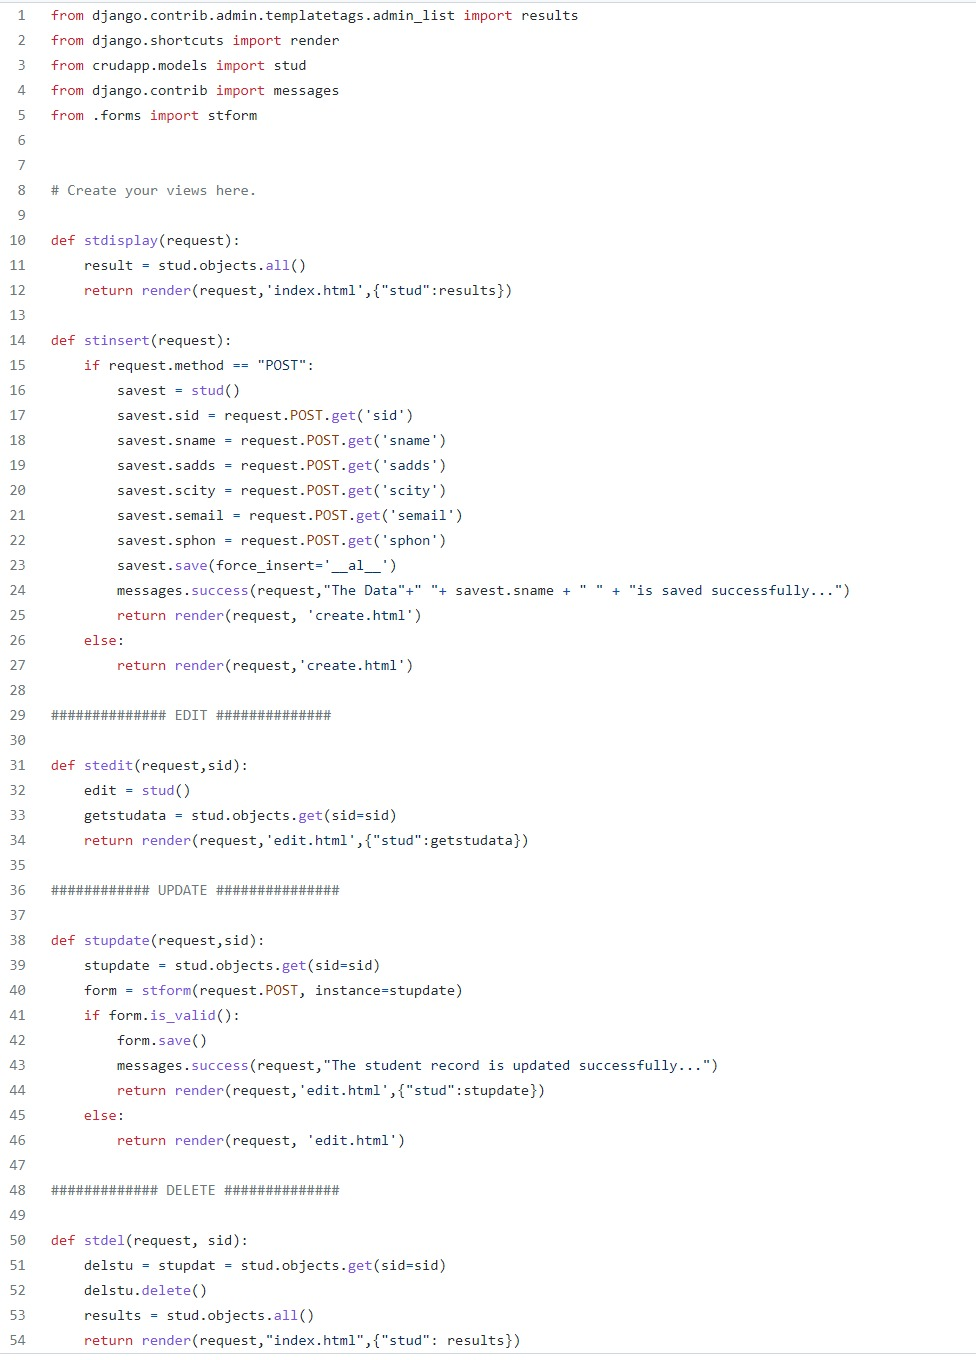 1 from django.contrib.admin.templatetags.admin_list import results
2 from django.shortcuts import render
3 from crudapp.models import stud
4 from django.contrib import messages
5 from .forms import stform
6
7
8 # Create your views here.
9
10 def stdisplay(request):
11     result = stud.objects.all()
12     return render(request,'index.html',{"stud":results})
13
14 def stinsert(request):
15     if request.method == "POST":
16         savest = stud()
17         savest.sid = request.POST.get('sid')
18         savest.sname = request.POST.get('sname')
19         savest.sadds = request.POST.get('sadds')
20         savest.scity = request.POST.get('scity')
21         savest.semail = request.POST.get('semail')
22         savest.sphon = request.POST.get('sphon')
23         savest.save(force_insert='__al__')
24         messages.success(request,"The Data"+" "+ savest.sname + " " + "is saved successfully...")
25         return render(request, 'create.html')
26     else:
27         return render(request,'create.html')
28
29 ############## EDIT ##############
30
31 def stedit(request,sid):
32     edit = stud()
33     getstudata = stud.objects.get(sid=sid)
34     return render(request,'edit.html',{"stud":getstudata})
35
36 ############ UPDATE ###############
37
38 def stupdate(request,sid):
39     stupdate = stud.objects.get(sid=sid)
40     form = stform(request.POST, instance=stupdate)
41     if form.is_valid():
42         form.save()
43         messages.success(request,"The student record is updated successfully...")
44         return render(request,'edit.html',{"stud":stupdate})
45     else:
46         return render(request, 'edit.html')
47
48 ############# DELETE ##############
49
50 def stdel(request, sid):
51     delstu = stupdat = stud.objects.get(sid=sid)
52     delstu.delete()
53     results = stud.objects.all()
54     return render(request,"index.html",{"stud": results})